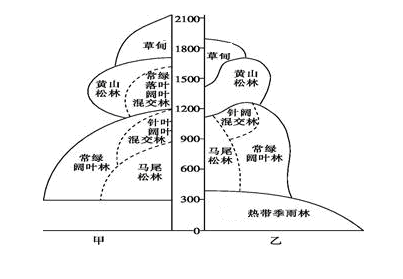 2100
1800
1500
1200
900
600
300
0
草甸
黄山
松林
常绿
落叶
阔叶
混交林
针叶
阔叶
混交林
常绿
阔叶林
马尾
松林
甲
草甸
黄山
松林
针阔
混交林
马尾
松林
常绿
阔叶林
热带季雨林
乙